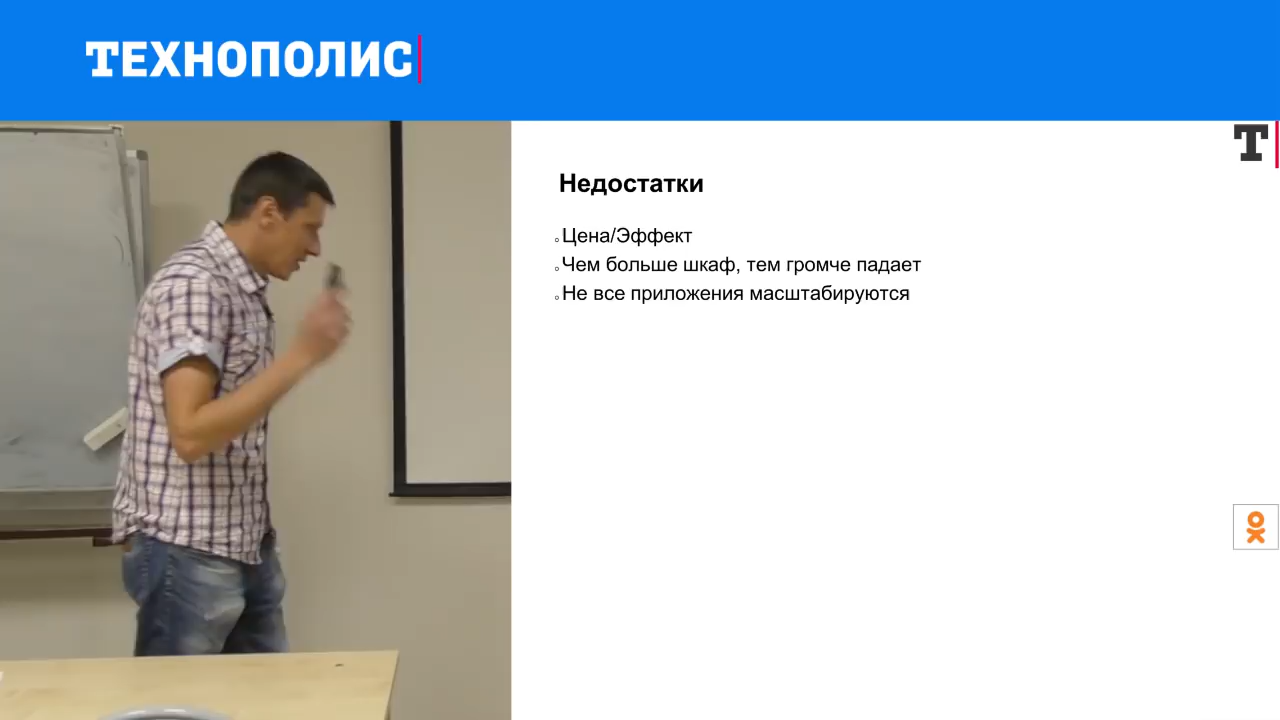 ТЕХНОПОЛИС
Т
Недостатки
Цена/Эффект
Чем больше шкаф, тем громче падает
Не все приложения масштабируются